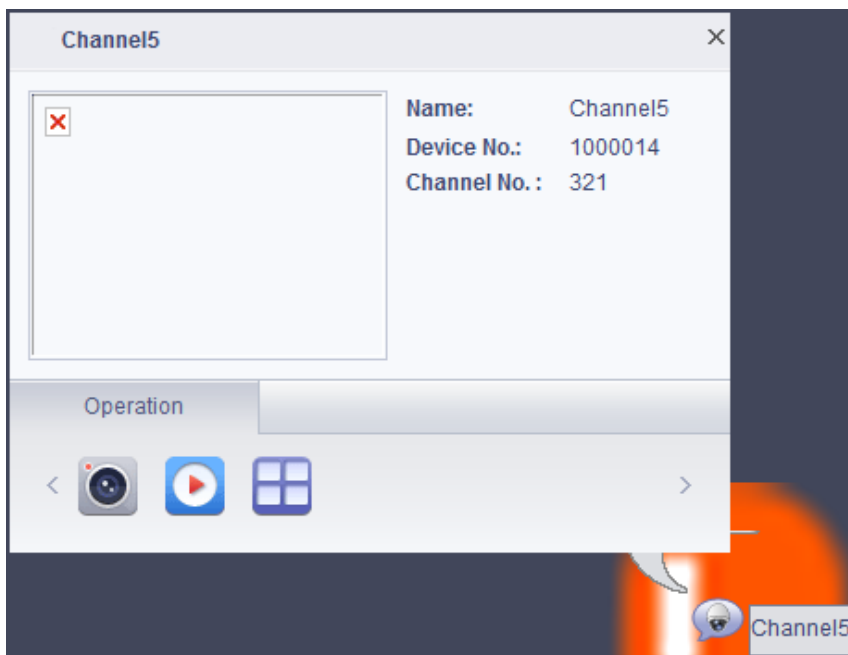 Channel5
Name: Channel5
Device No.: 1000014
Channel No. : 321
Operation
Channel5